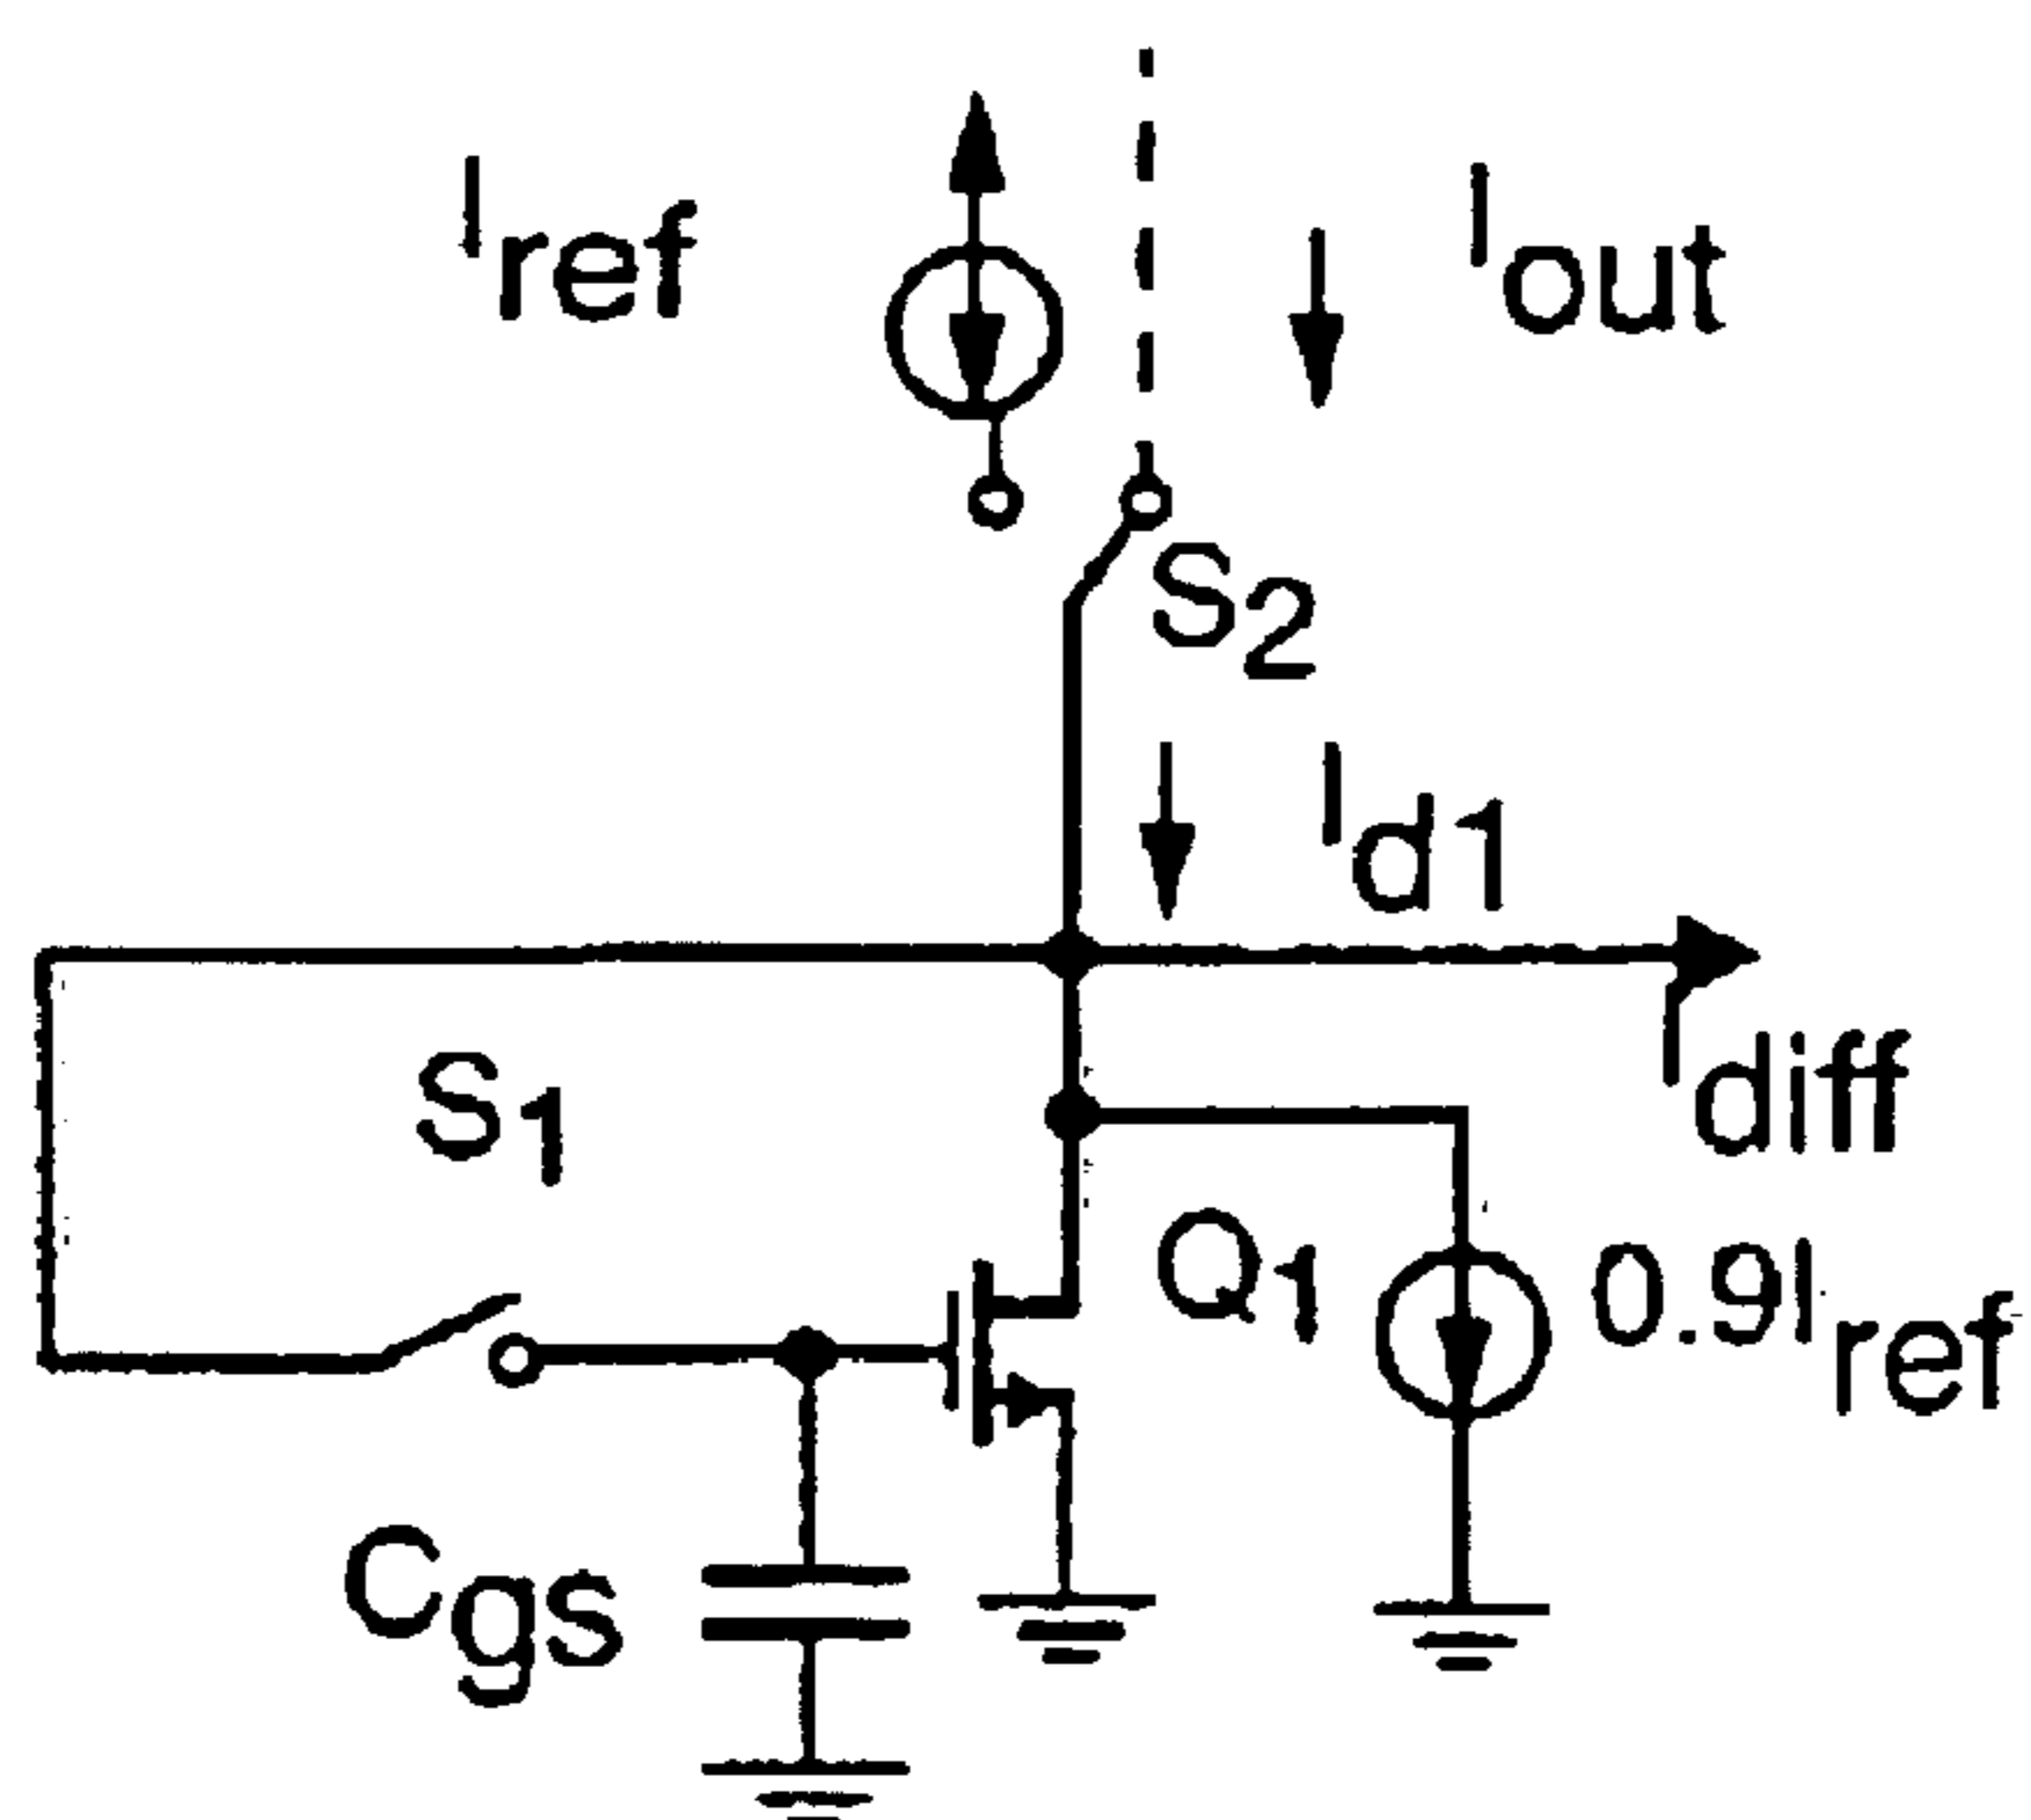 Iref
Iout
S2
Id1
Idiff
S1
Q1
0.9Iref
Cgs